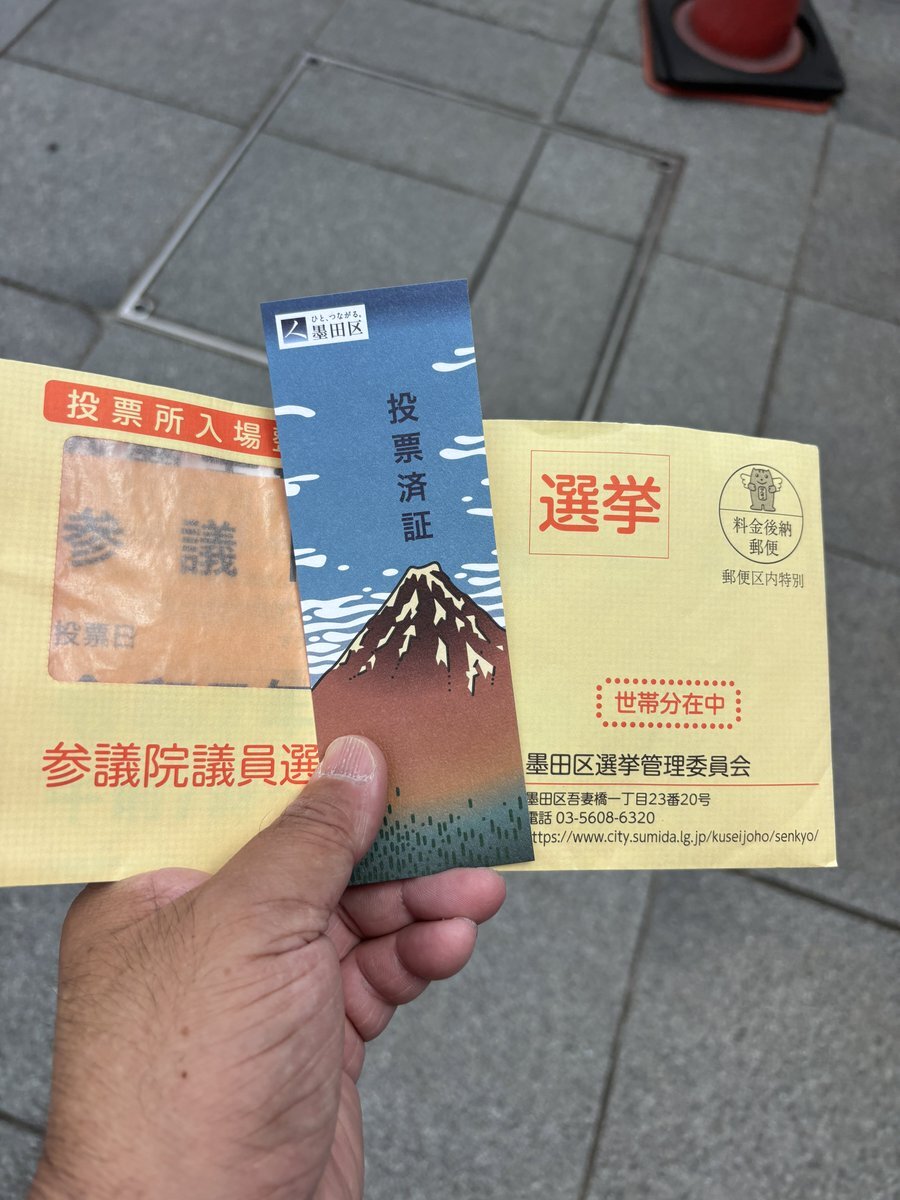 ひと、つながる。
墨田区
投票済証
投票所入場整
参議
投票日
参議院議員選
選挙
料金後納
郵便
郵便区内特別
世帯分在中
墨田区選挙管理委員会
墨田区吾妻橋一丁目23番20号
電話 03-5608-6320
ttps://www.city.sumida.lg.jp/kuseijoho/senkyo/